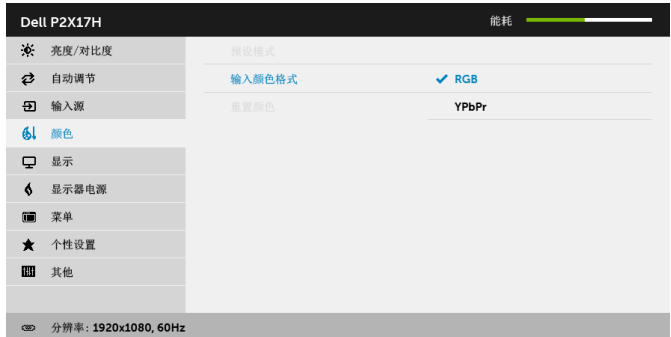 Dell P2X17H 能耗
亮度/对比度 预设模式
自动调节 输入颜色格式 RGB
输入源 重置颜色 YPbPr
颜色
显示
显示器电源
菜单
个性设置
其他
分辨率: 1920x1080, 60Hz